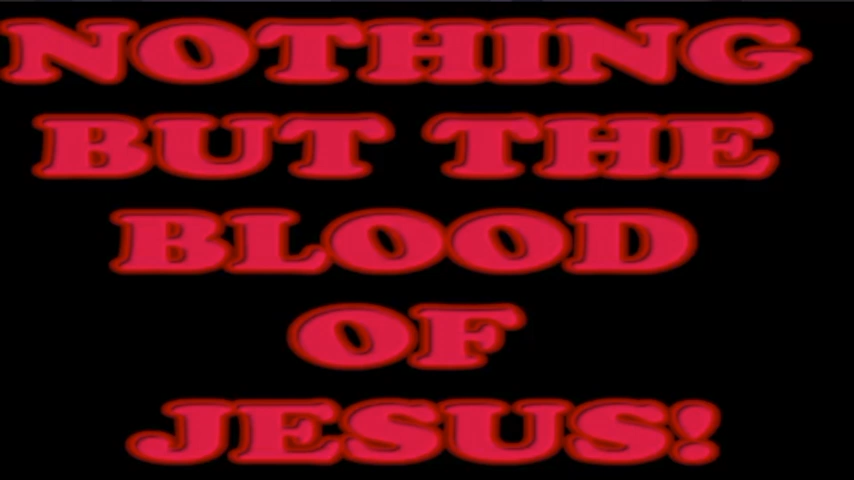 NOTHING
BUT THE
BLOOD
OF
JESUS!